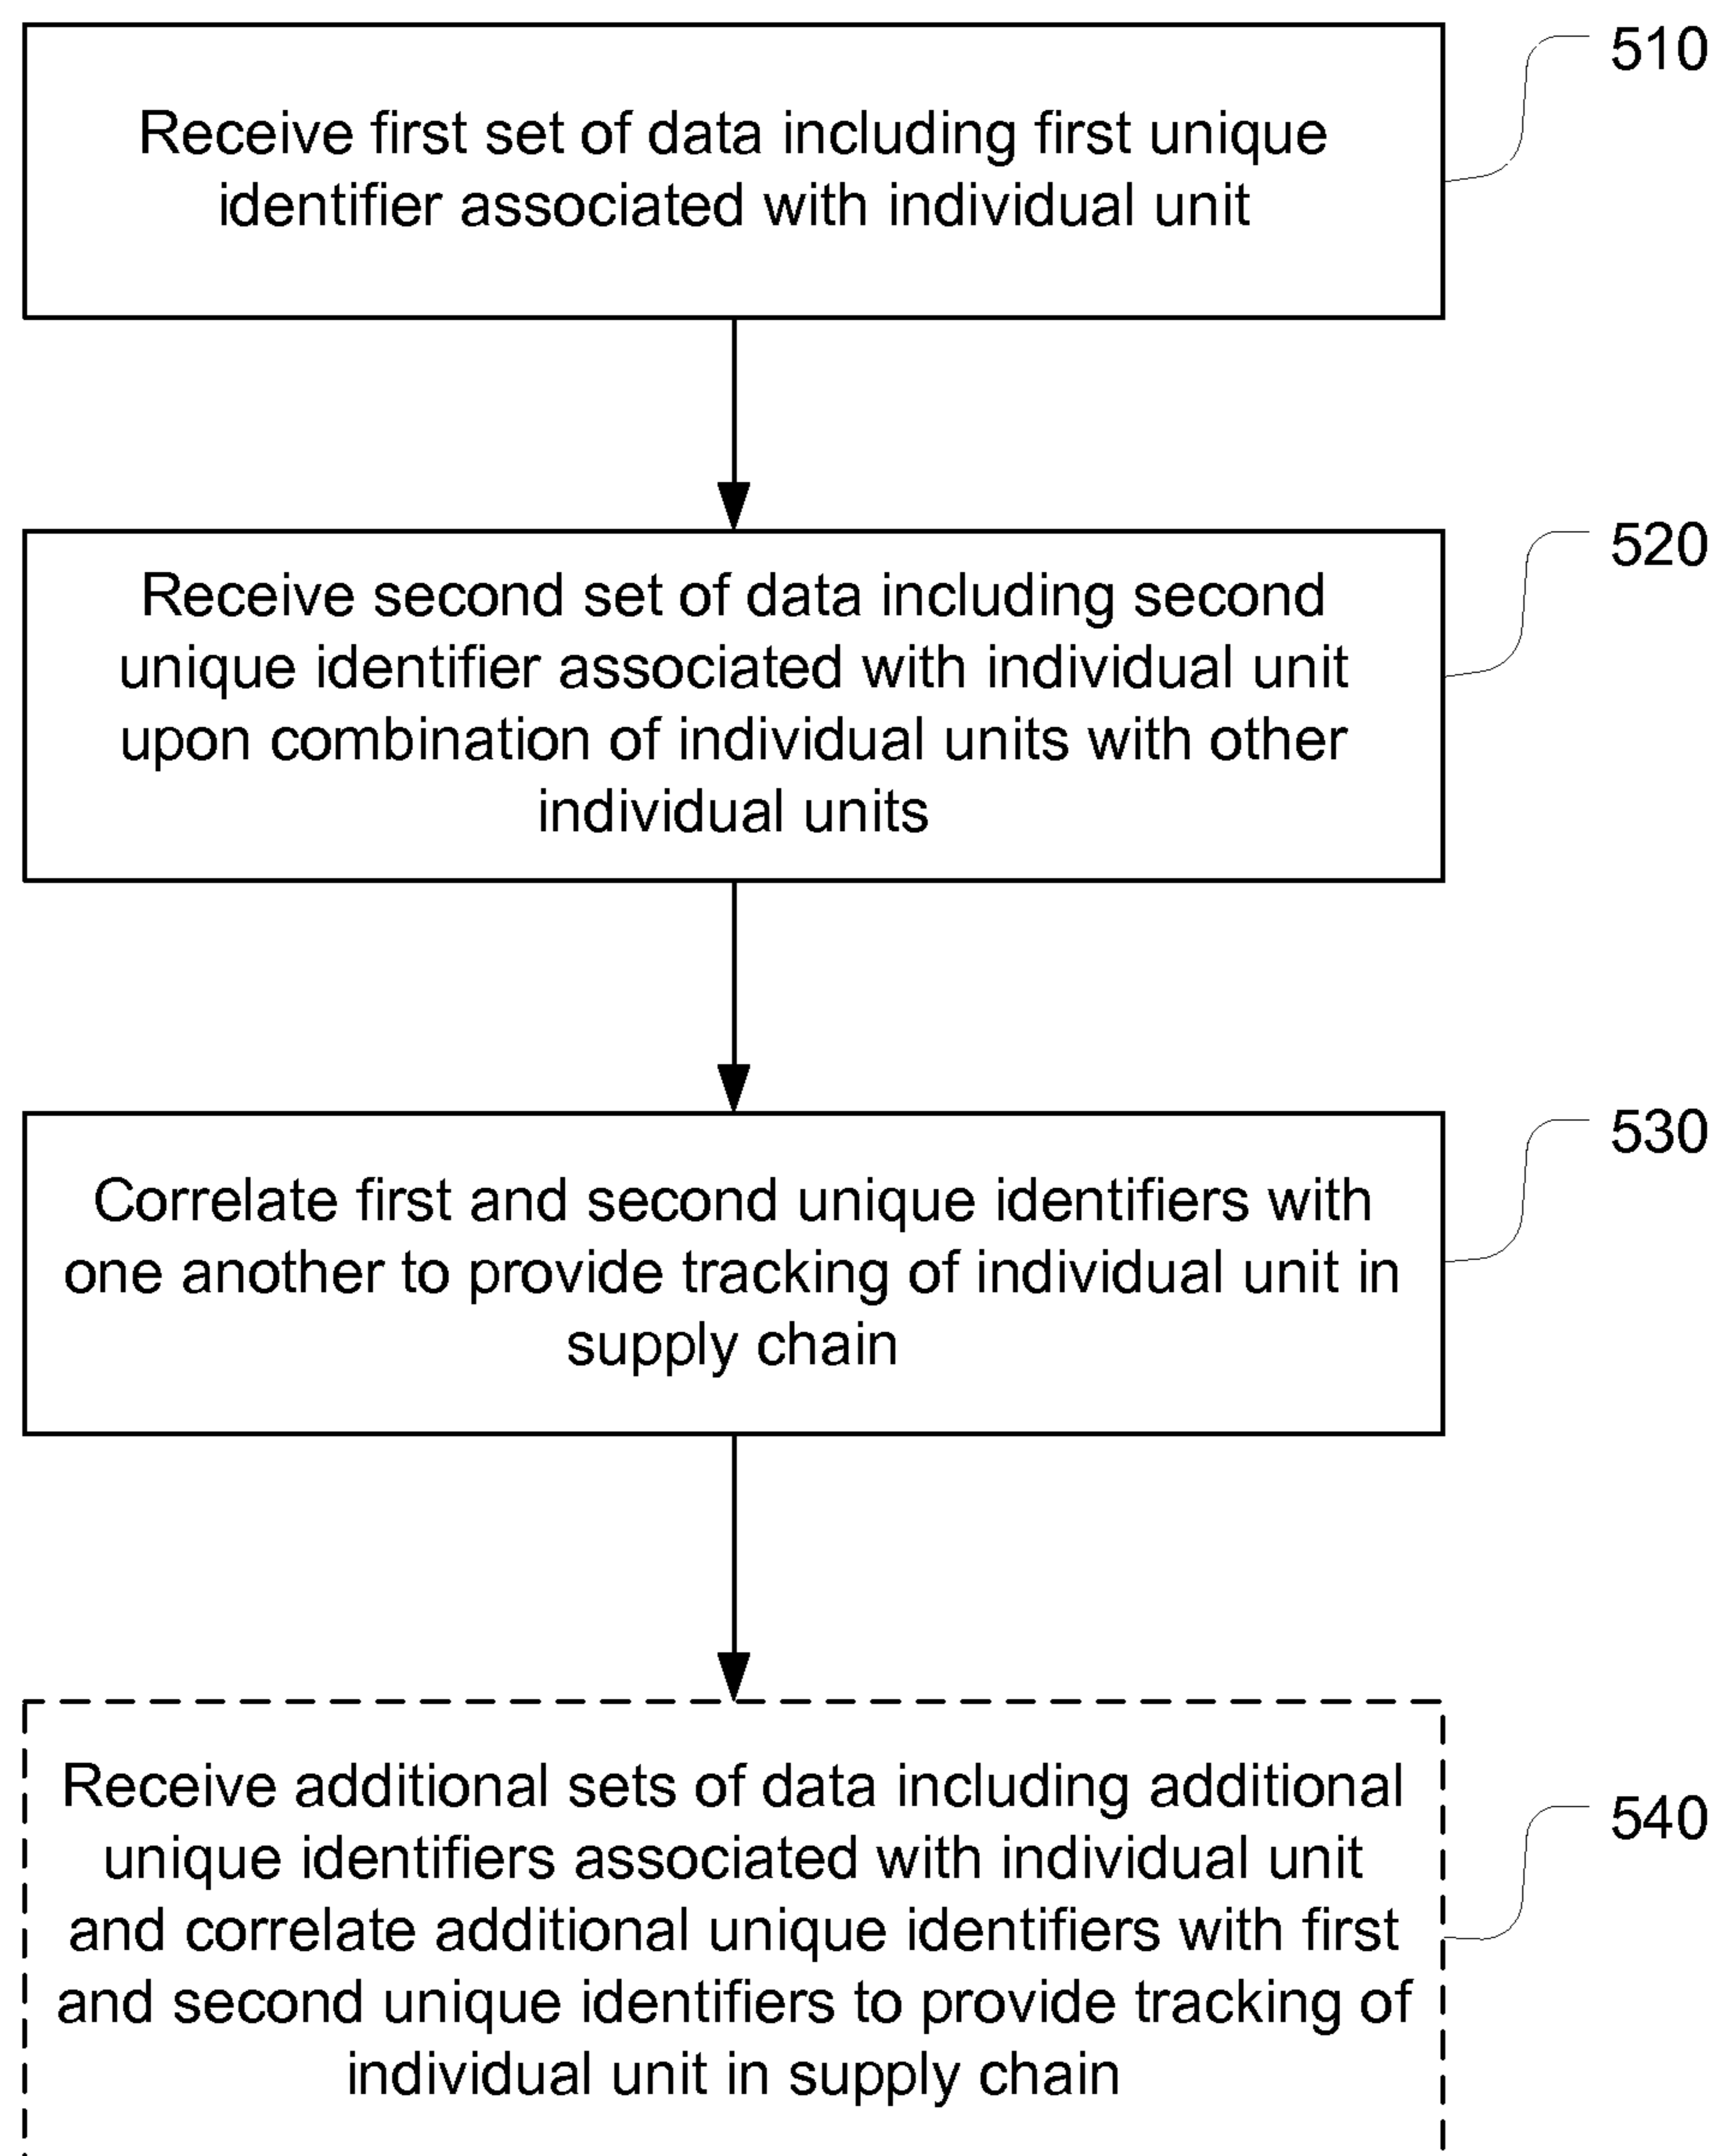 510
Receive first set of data including first unique
identifier associated with individual unit
520
Receive second set of data including second
unique identifier associated with individual unit
upon combination of individual units with other
individual units
530
Correlate first and second unique identifiers with
one another to provide tracking of individual unit in
supply chain
540
Receive additional sets of data including additional
unique identifiers associated with individual unit
and correlate additional unique identifiers with first
and second unique identifiers to provide tracking of
individual unit in supply chain